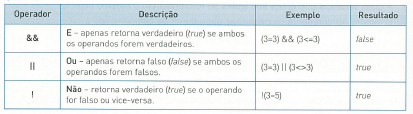 Operador Descrição Exemplo Resultado
&& E – apenas retorna verdadeiro (true) se ambos os operandos forem verdadeiros. (3=3) && (3<=3) false
|| Ou – apenas retorna falso (false) se ambos os operandos forem falsos. (3=3) || (3<>3) true
! Não – retorna verdadeiro (true) se o operando for falso ou vice-versa. !(3=5) true